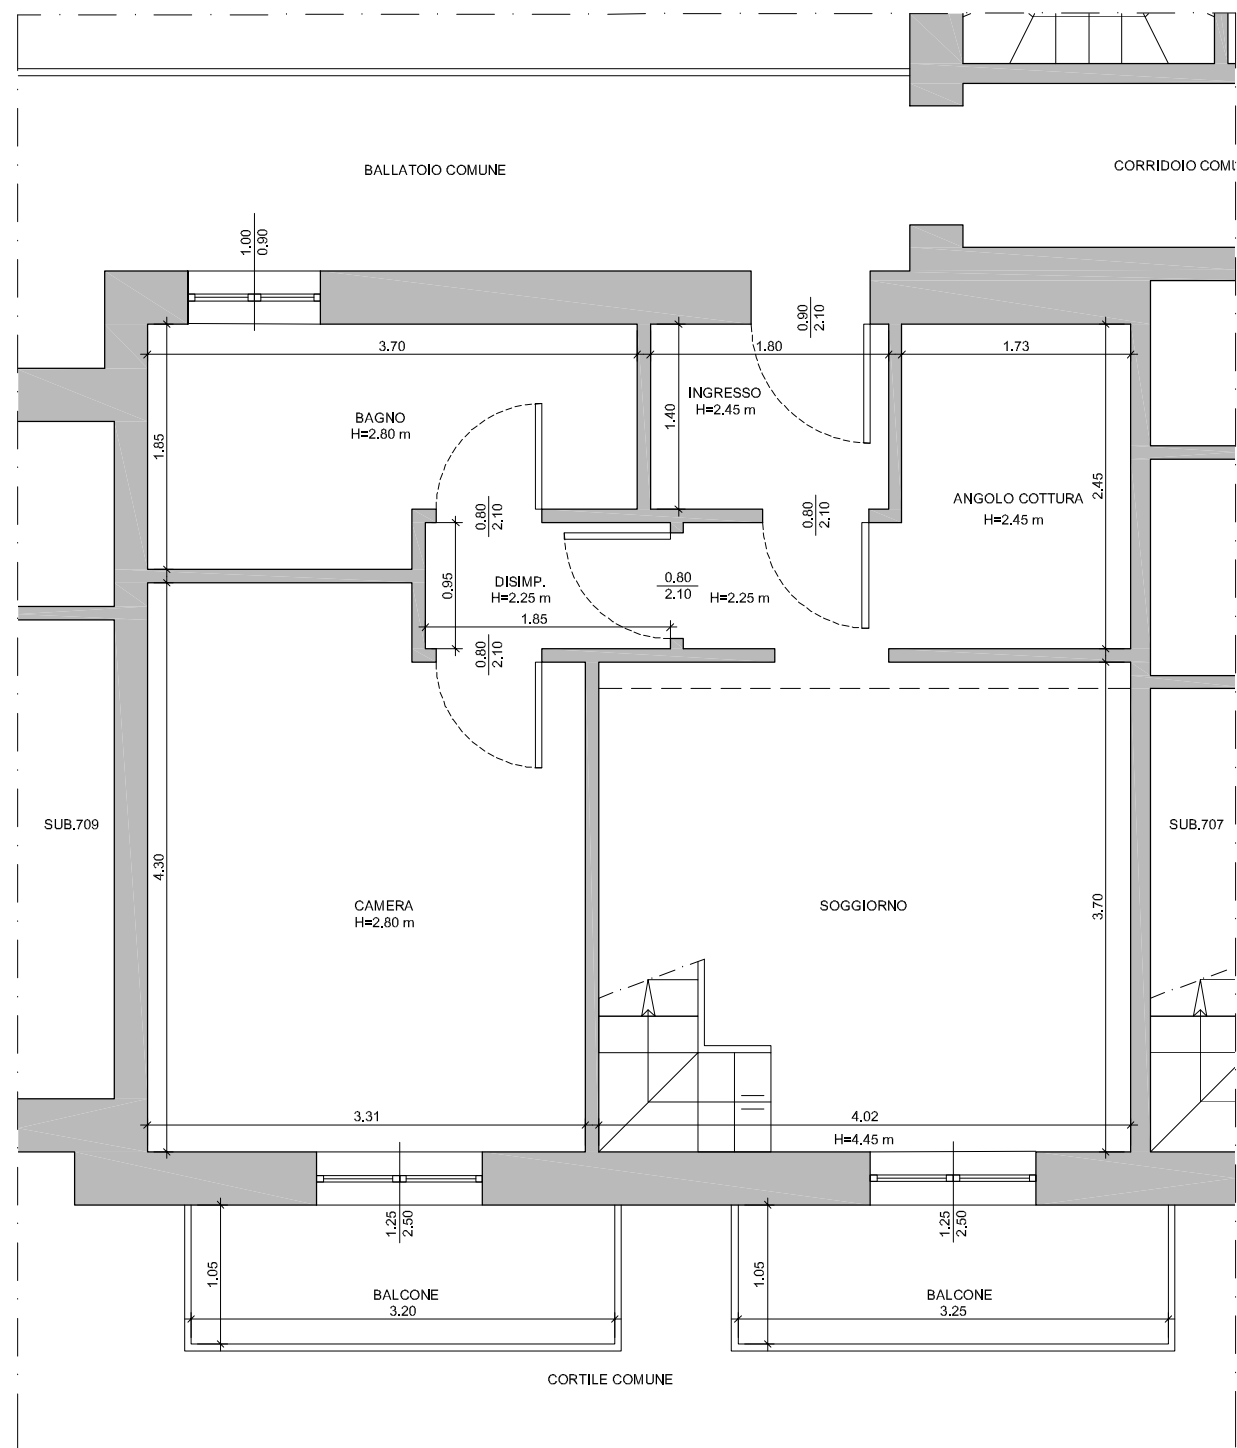 BALLATOIO COMUNE
CORRIDOIO COMU
1.00
0.90
0.90
2.10
3.70
1.80
1.73
INGRESSO
H=2.45 m
BAGNO
H=2.80 m
1.40
1.85
2.45
ANGOLO COTTURA
H=2.45 m
0.80
2.10
0.80
2.10
0.95
DISIMP.
H=2.25 m
0.80
2.10
H=2.25 m
1.85
0.80
2.10
SUB.709
SUB.707
4.30
CAMERA
H=2.80 m
SOGGIORNO
3.70
3.31
4.02
H=4.45 m
1.25
2.50
1.25
2.50
1.05
BALCONE
3.20
1.05
BALCONE
3.25
CORTILE COMUNE